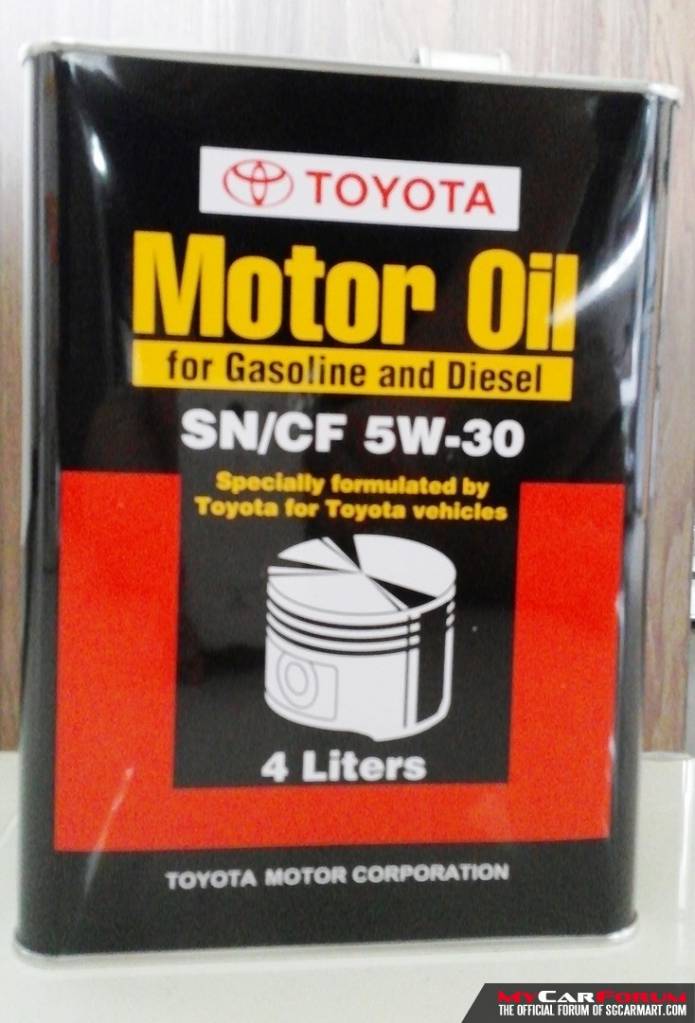 TOYOTA
Motor Oil
for Gasoline and Diesel
SN/CF 5W-30
Specially formulated by
Toyota for Toyota vehicles
4 Liters
TOYOTA MOTOR CORPORATION
MYCARFORUM
THE OFFICIAL FORUM OF SGCARMART.COM